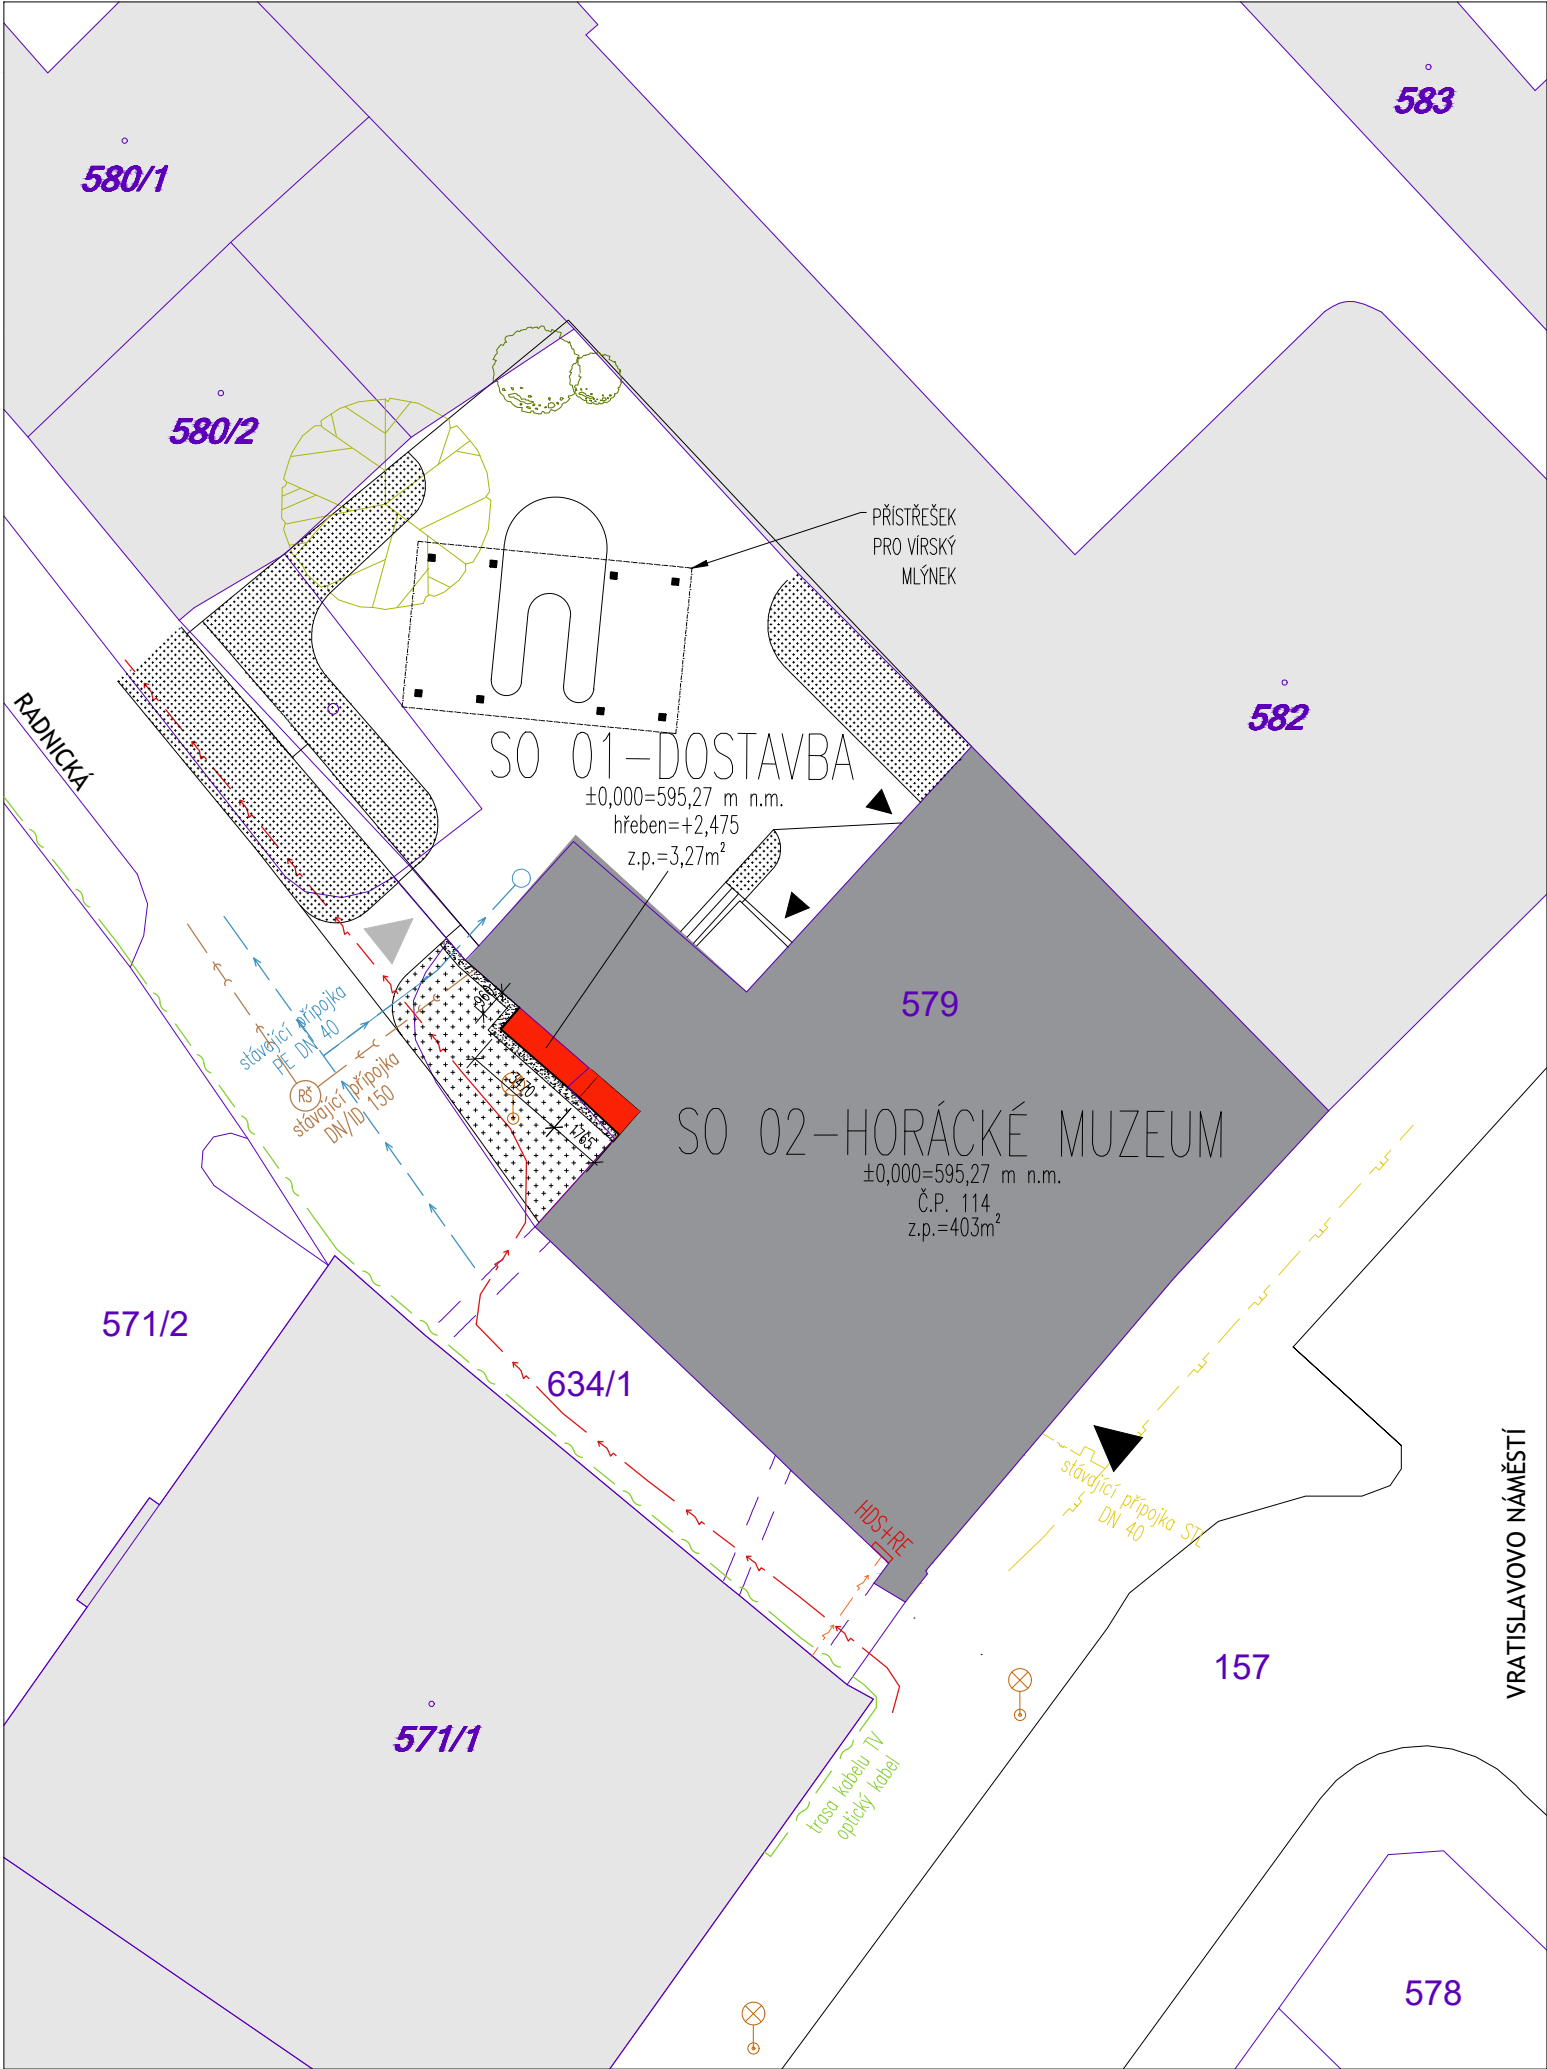 583
580/1
580/2
PŘÍSTŘEŠEK
PRO VÍRSKÝ
MLÝNEK
RADNICKÁ
582
SO 01-DOSTAVBA
±0,000=595,27 m n.m.
hřeben=+2,475
z.p.=3,27m²
579
stávající přípojka
PE DN 40
RŠ
stávající přípojka
DN/ID 150
1765
SO 02-HORÁCKÉ MUZEUM
±0,000=595,27 m n.m.
Č.P. 114
z.p.=403m²
571/2
634/1
stávající přípojka STL
DN 40
HDS+RE
VRATISLAVOVO NÁMĚSTÍ
157
571/1
trasa kabelu TV
optický kabel
578